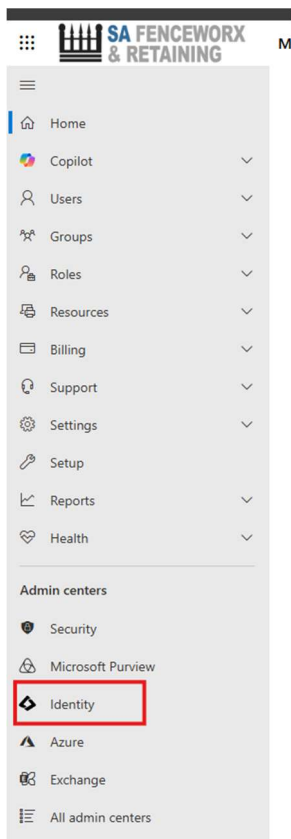 SA FENCEWORX
& RETAINING
M
Home
Copilot
Users
Groups
Roles
Resources
Billing
Support
Settings
Setup
Reports
Health
Admin centers
Security
Microsoft Purview
Identity
Azure
Exchange
All admin centers